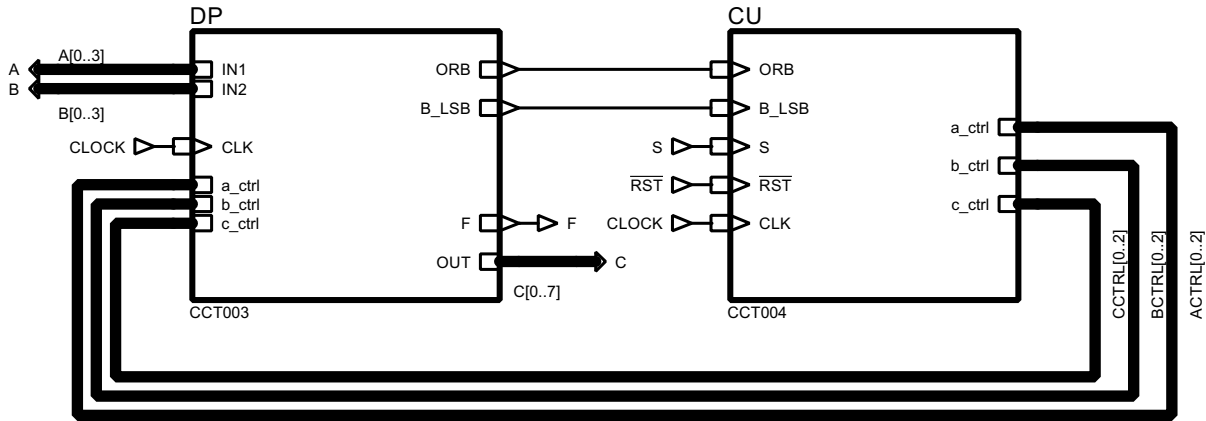 DP
CU
A[0..3]
A
B
B[0..3]
IN1
IN2
CLOCK
CLK
a_ctrl
b_ctrl
c_ctrl
ORB
B_LSB
F
F
OUT
C
C[0..7]
CCT003
ORB
B_LSB
S
S
RST
RST
CLOCK
CLK
a_ctrl
b_ctrl
c_ctrl
CCT004
CCTRL[0..2]
BCTRL[0..2]
ACTRL[0..2]